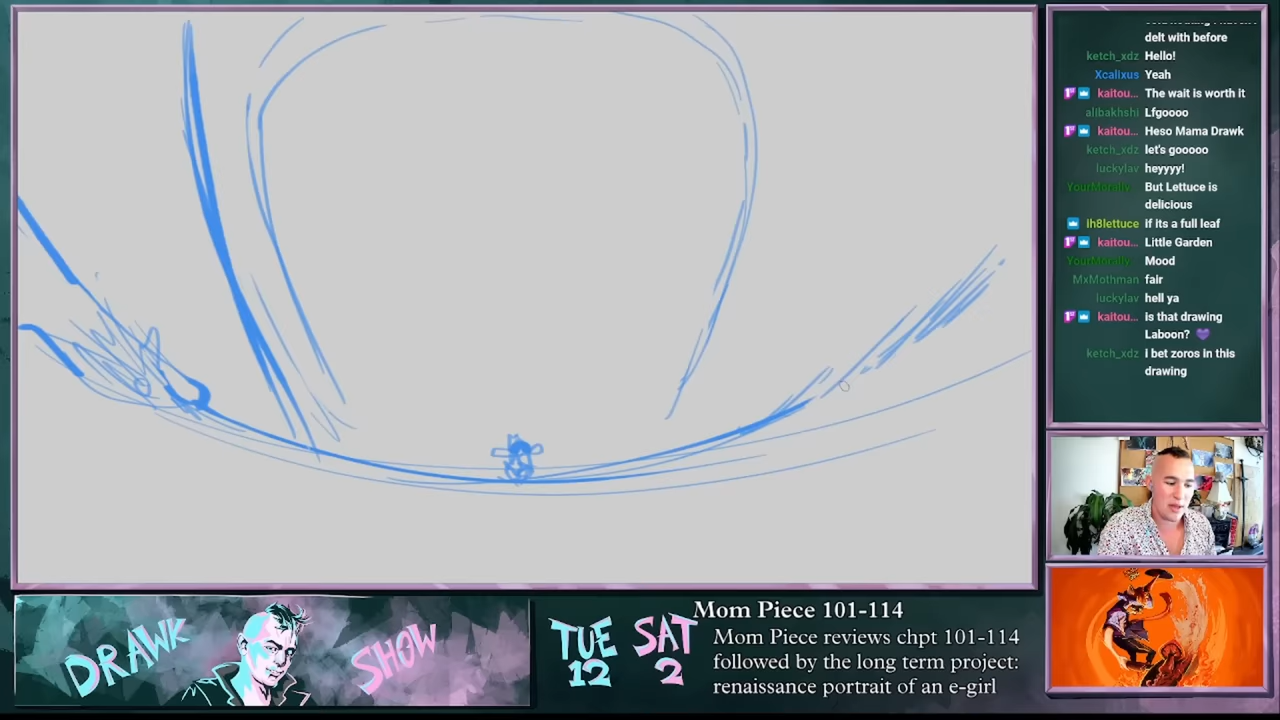 delt with before
ketch_xdz Hello!
Xcalixus Yeah
kaitou... The wait is worth it
alibakhshi Lfgoooo
kaitou... Heso Mama Drawk
ketch_xdz let's gooooo
luckylav heyyyy!
But Lettuce is
delicious
ih8lettuce if its a full leaf
kaitou... Little Garden
Mood
MxMothman fair
luckylav hell ya
kaitou... is that drawing
Laboon? 💜
ketch_xdz i bet zoros in this
drawing
DRAWK
SHOW
TUE SAT
12 2
Mom Piece 101-114
Mom Piece reviews chpt 101-114
followed by the long term project:
renaissance portrait of an e-girl